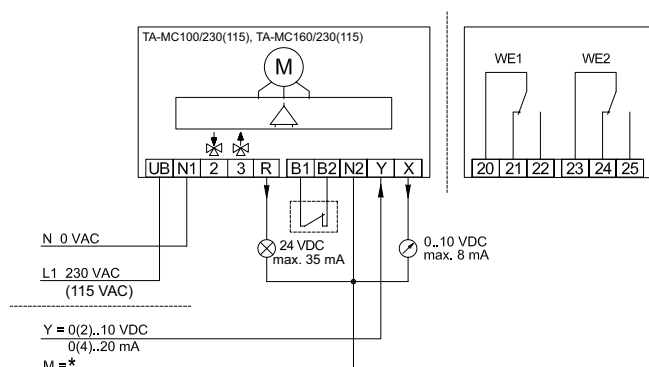 TA-MC100/230(115), TA-MC160/230(115)
M
WE1 WE2
UB N1 2 3 R B1 B2 N2 Y X
20 21 22 23 24 25
N 0 VAC
24 VDC
max. 35 mA
0..10 VDC
max. 8 mA
L1 230 VAC
(115 VAC)
Y = 0(2)..10 VDC
0(4)..20 mA
M =*